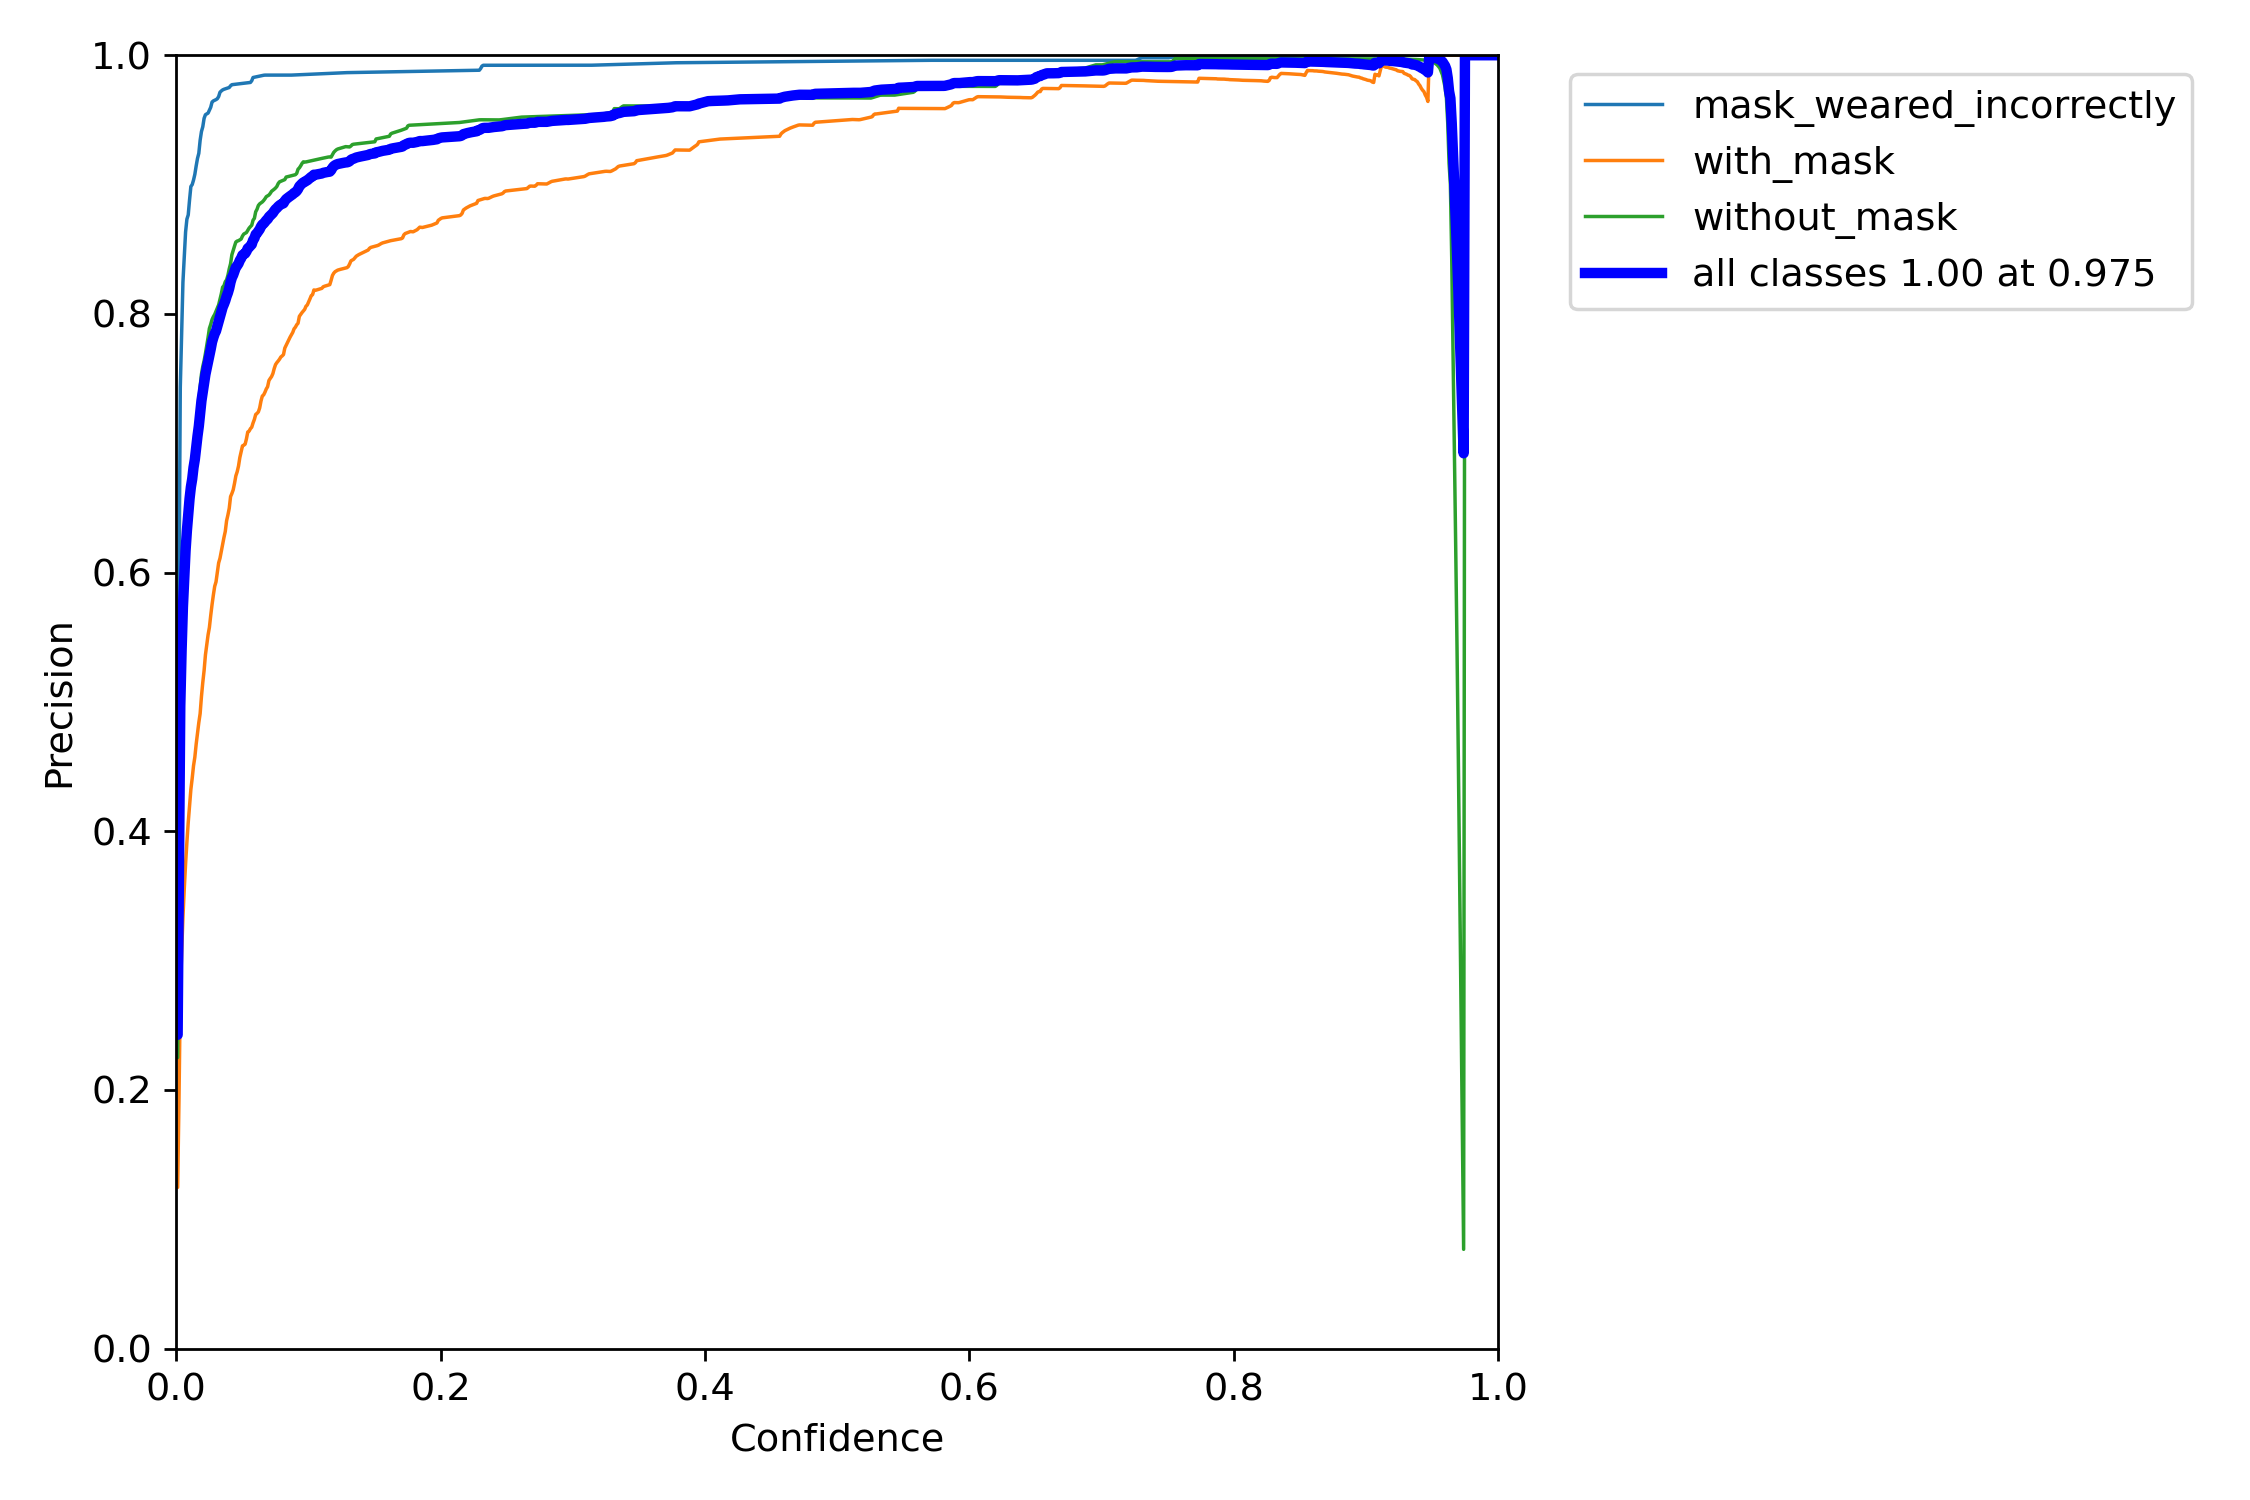 1.0
0.8
0.6
0.4
0.2
0.0
Precision
0.0 0.2 0.4 0.6 0.8 1.0
Confidence
mask_weared_incorrectly
with_mask
without_mask
all classes 1.00 at 0.975